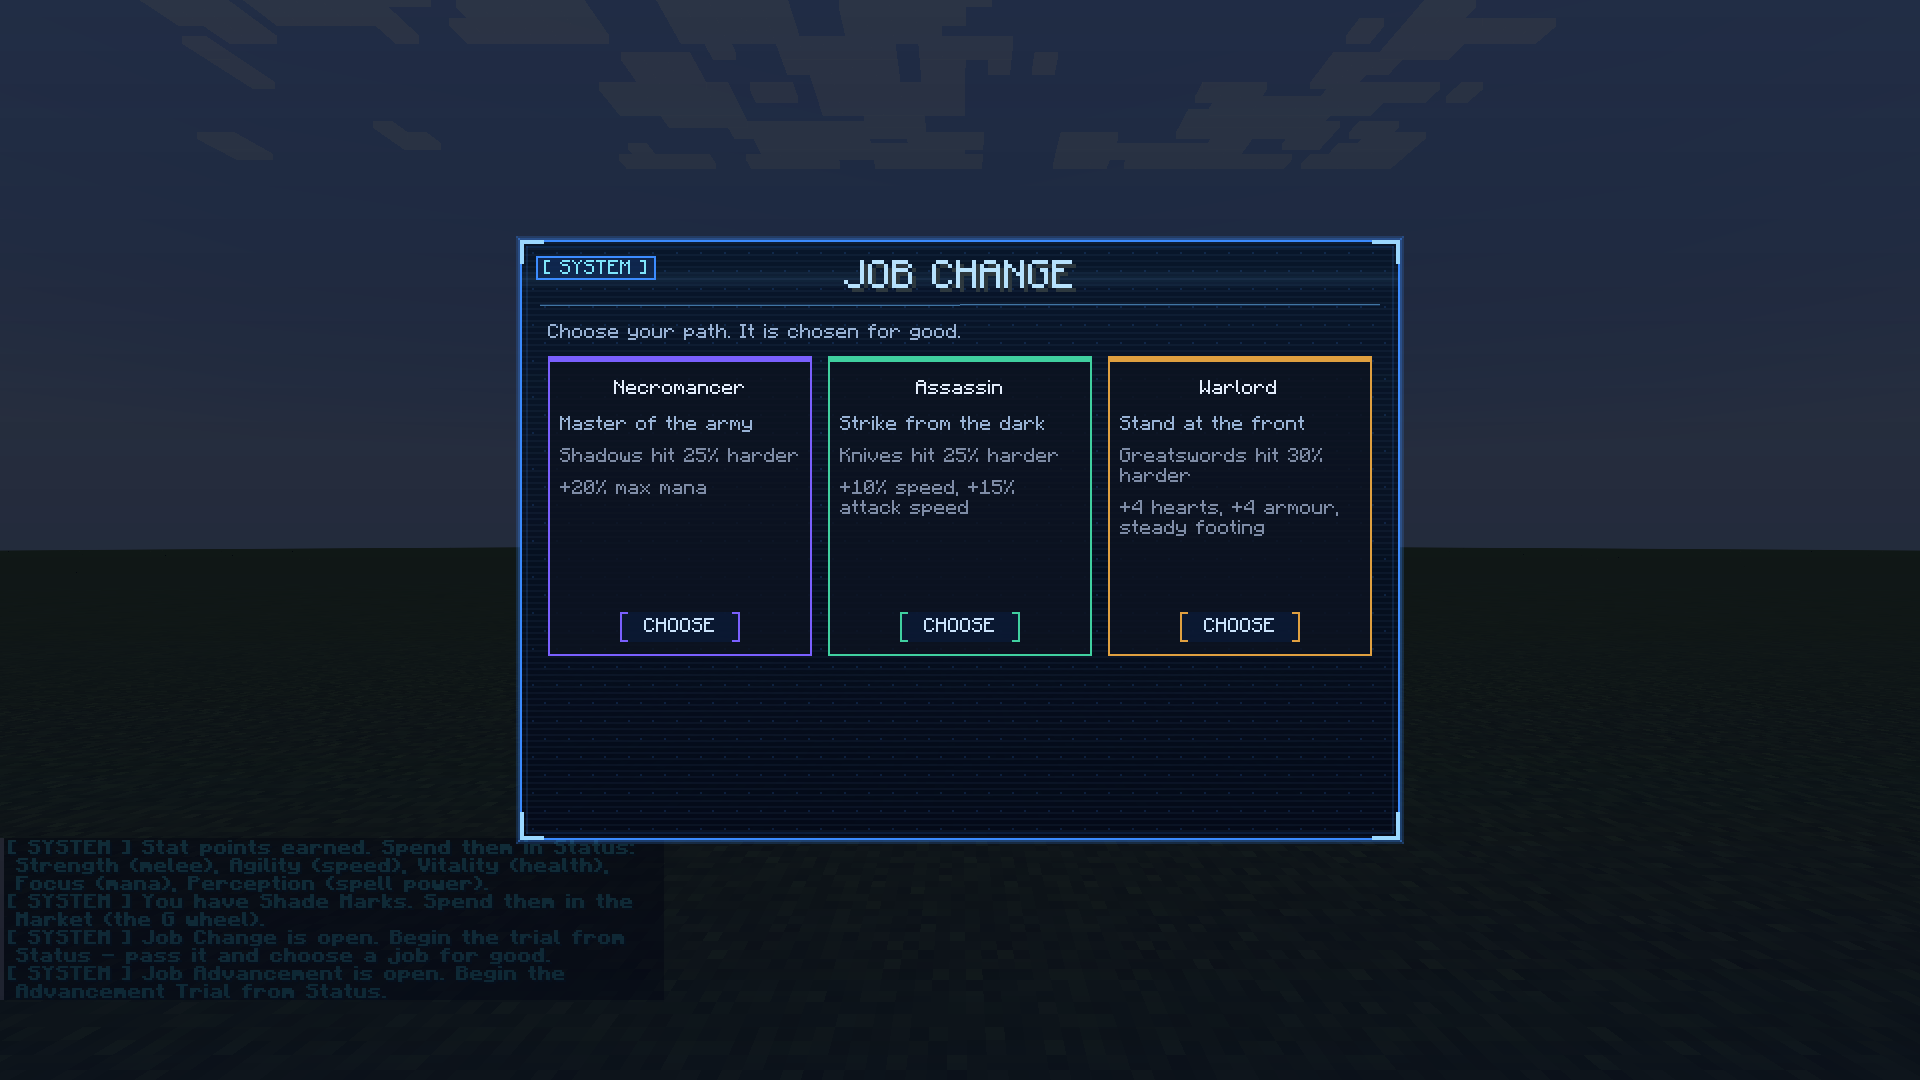 [ SYSTEM ]
JOB CHANGE
Choose your path. It is chosen for good.
Necromancer
Master of the army
Shadows hit 25% harder
+20% max mana
CHOOSE
Assassin
Strike from the dark
Knives hit 25% harder
+10% speed, +15%
attack speed
CHOOSE
Warlord
Stand at the front
Greatswords hit 30%
harder
+4 hearts, +4 armour,
steady footing
CHOOSE
[ SYSTEM ] Stat points earned. Spend them in Status:
Strength (melee), Agility (speed), Vitality (health),
Focus (mana), Perception (spell power).
[ SYSTEM ] You have Shade Marks. Spend them in the
Market (the G wheel).
[ SYSTEM ] Job Change is open. Begin the trial from
Status - pass it and choose a job for good.
[ SYSTEM ] Job Advancement is open. Begin the
Advancement Trial from Status.